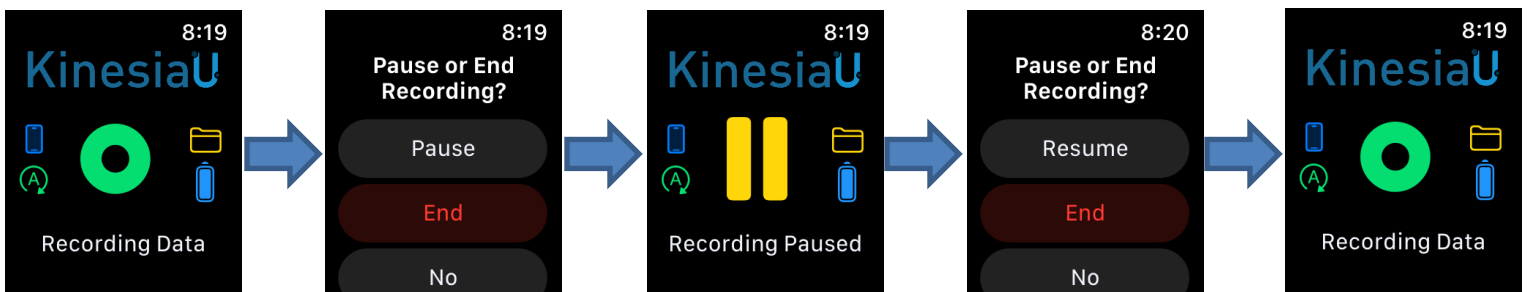 8:19
KinesiaU
A
Recording Data
8:19
Pause or End
Recording?
Pause
End
No
8:19
KinesiaU
A
Recording Paused
8:20
Pause or End
Recording?
Resume
End
No
8:19
KinesiaU
A
Recording Data